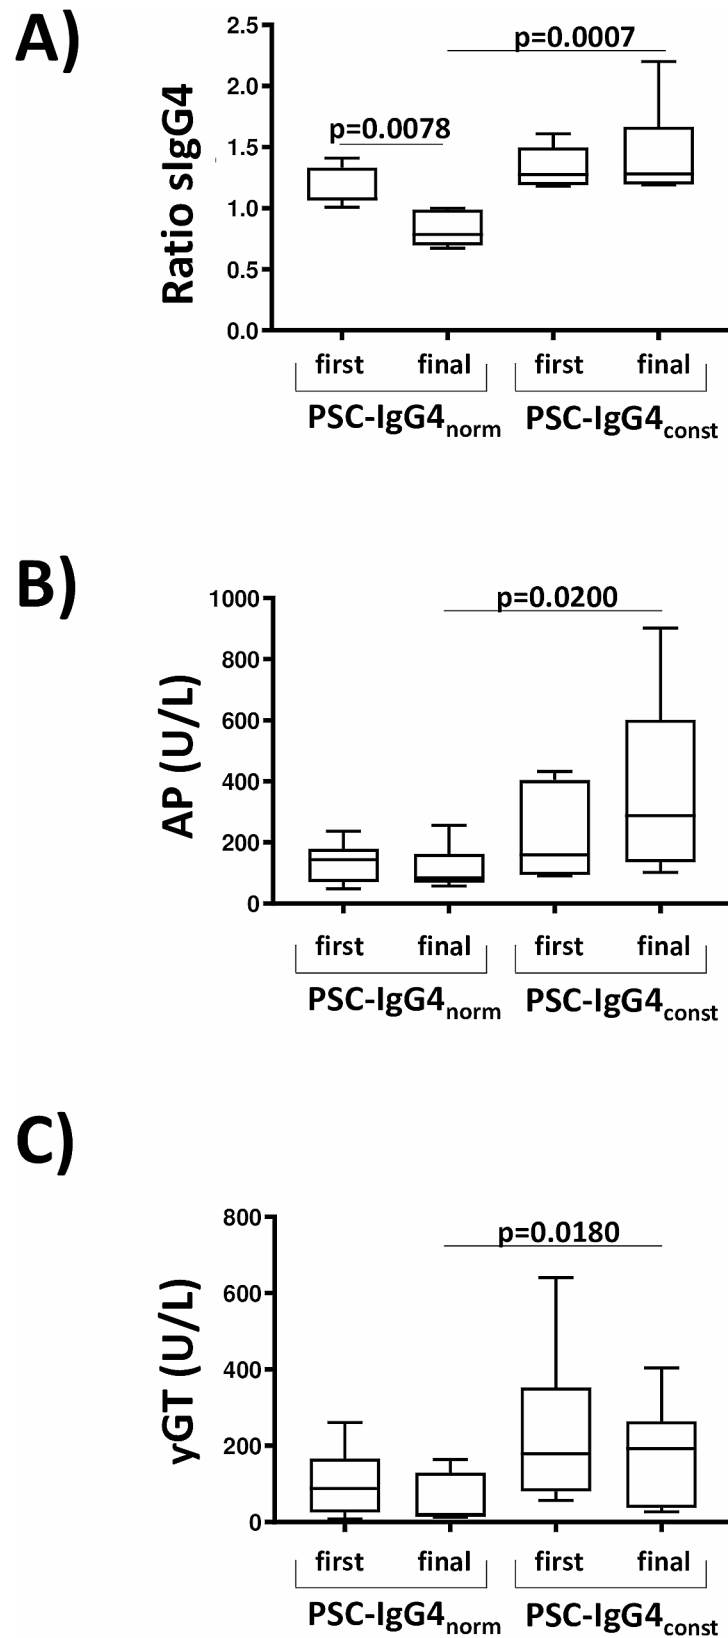 A)
Ratio sIgG4
2.5
2.0
1.5
1.0
0.5
0.0
p=0.0007
p=0.0078
first final first final
PSC-IgG4norm PSC-IgG4const
B)
AP (U/L)
1000
800
600
400
200
0
p=0.0200
first final first final
PSC-IgG4norm PSC-IgG4const
C)
yGT (U/L)
800
600
400
200
0
p=0.0180
first final first final
PSC-IgG4norm PSC-IgG4const